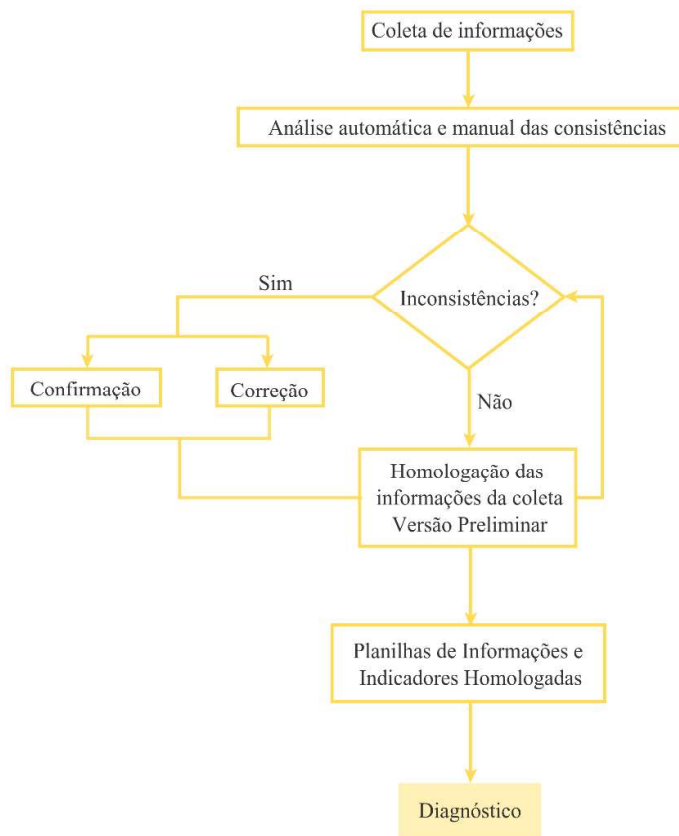 Coleta de informações
Análise automática e manual das consistências
Sim
Inconsistências?
Confirmação
Correção
Não
Homologação das
informações da coleta
Versão Preliminar
Planilhas de Informações e
Indicadores Homologadas
Diagnóstico